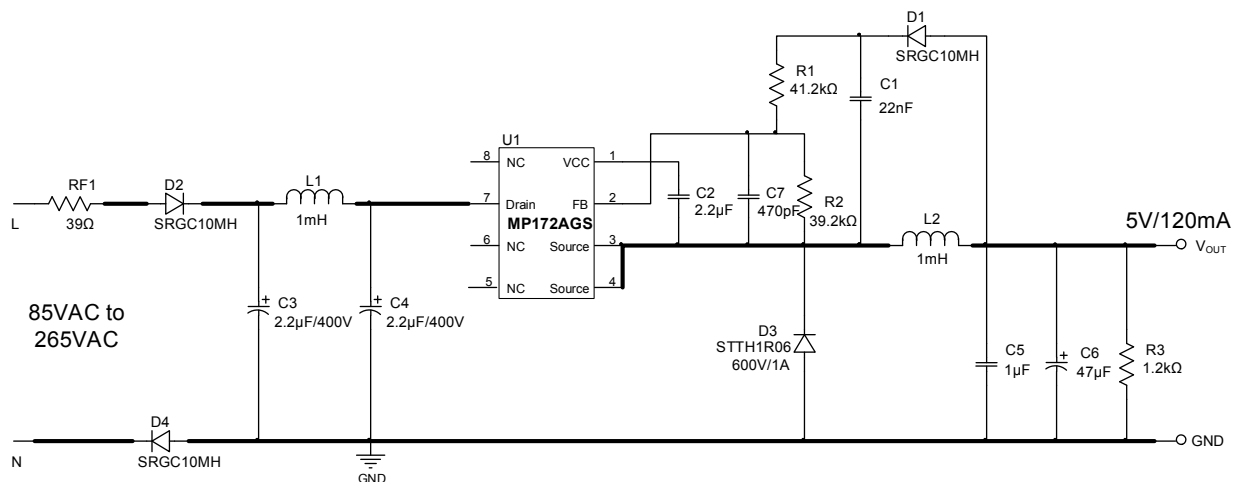 D1
SRGC10MH
R1
41.2kΩ
C1
22nF
U1
8 NC VCC 1
7 Drain FB 2
MP172AGS
6 NC Source 3
5 NC Source 4
C2
2.2μF
C7
470pF
R2
39.2kΩ
RF1
39Ω
L
D2
SRGC10MH
L1
1mH
L2
1mH
5V/120mA
VOUT
85VAC to
265VAC
C3
2.2μF/400V
C4
2.2μF/400V
D3
STTH1R06
600V/1A
C5
1μF
C6
47μF
R3
1.2kΩ
D4
SRGC10MH
N
GND
GND